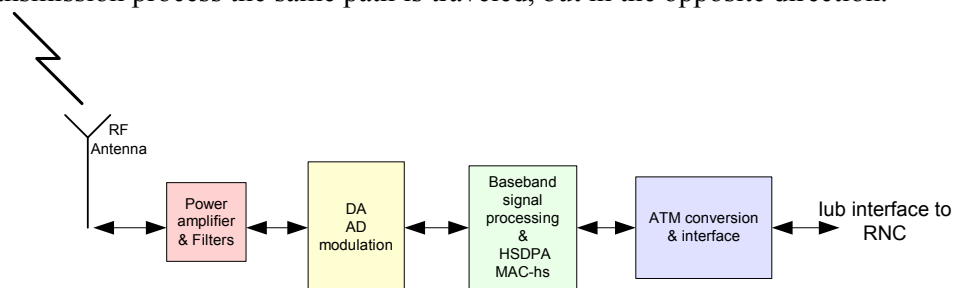 transmission process the same path is traveled, but in the opposite direction.
RF
Antenna
Power
amplifier
& Filters
DA
AD
modulation
Baseband
signal
processing
&
HSDPA
MAC-hs
ATM conversion
& interface
Iub interface to
RNC